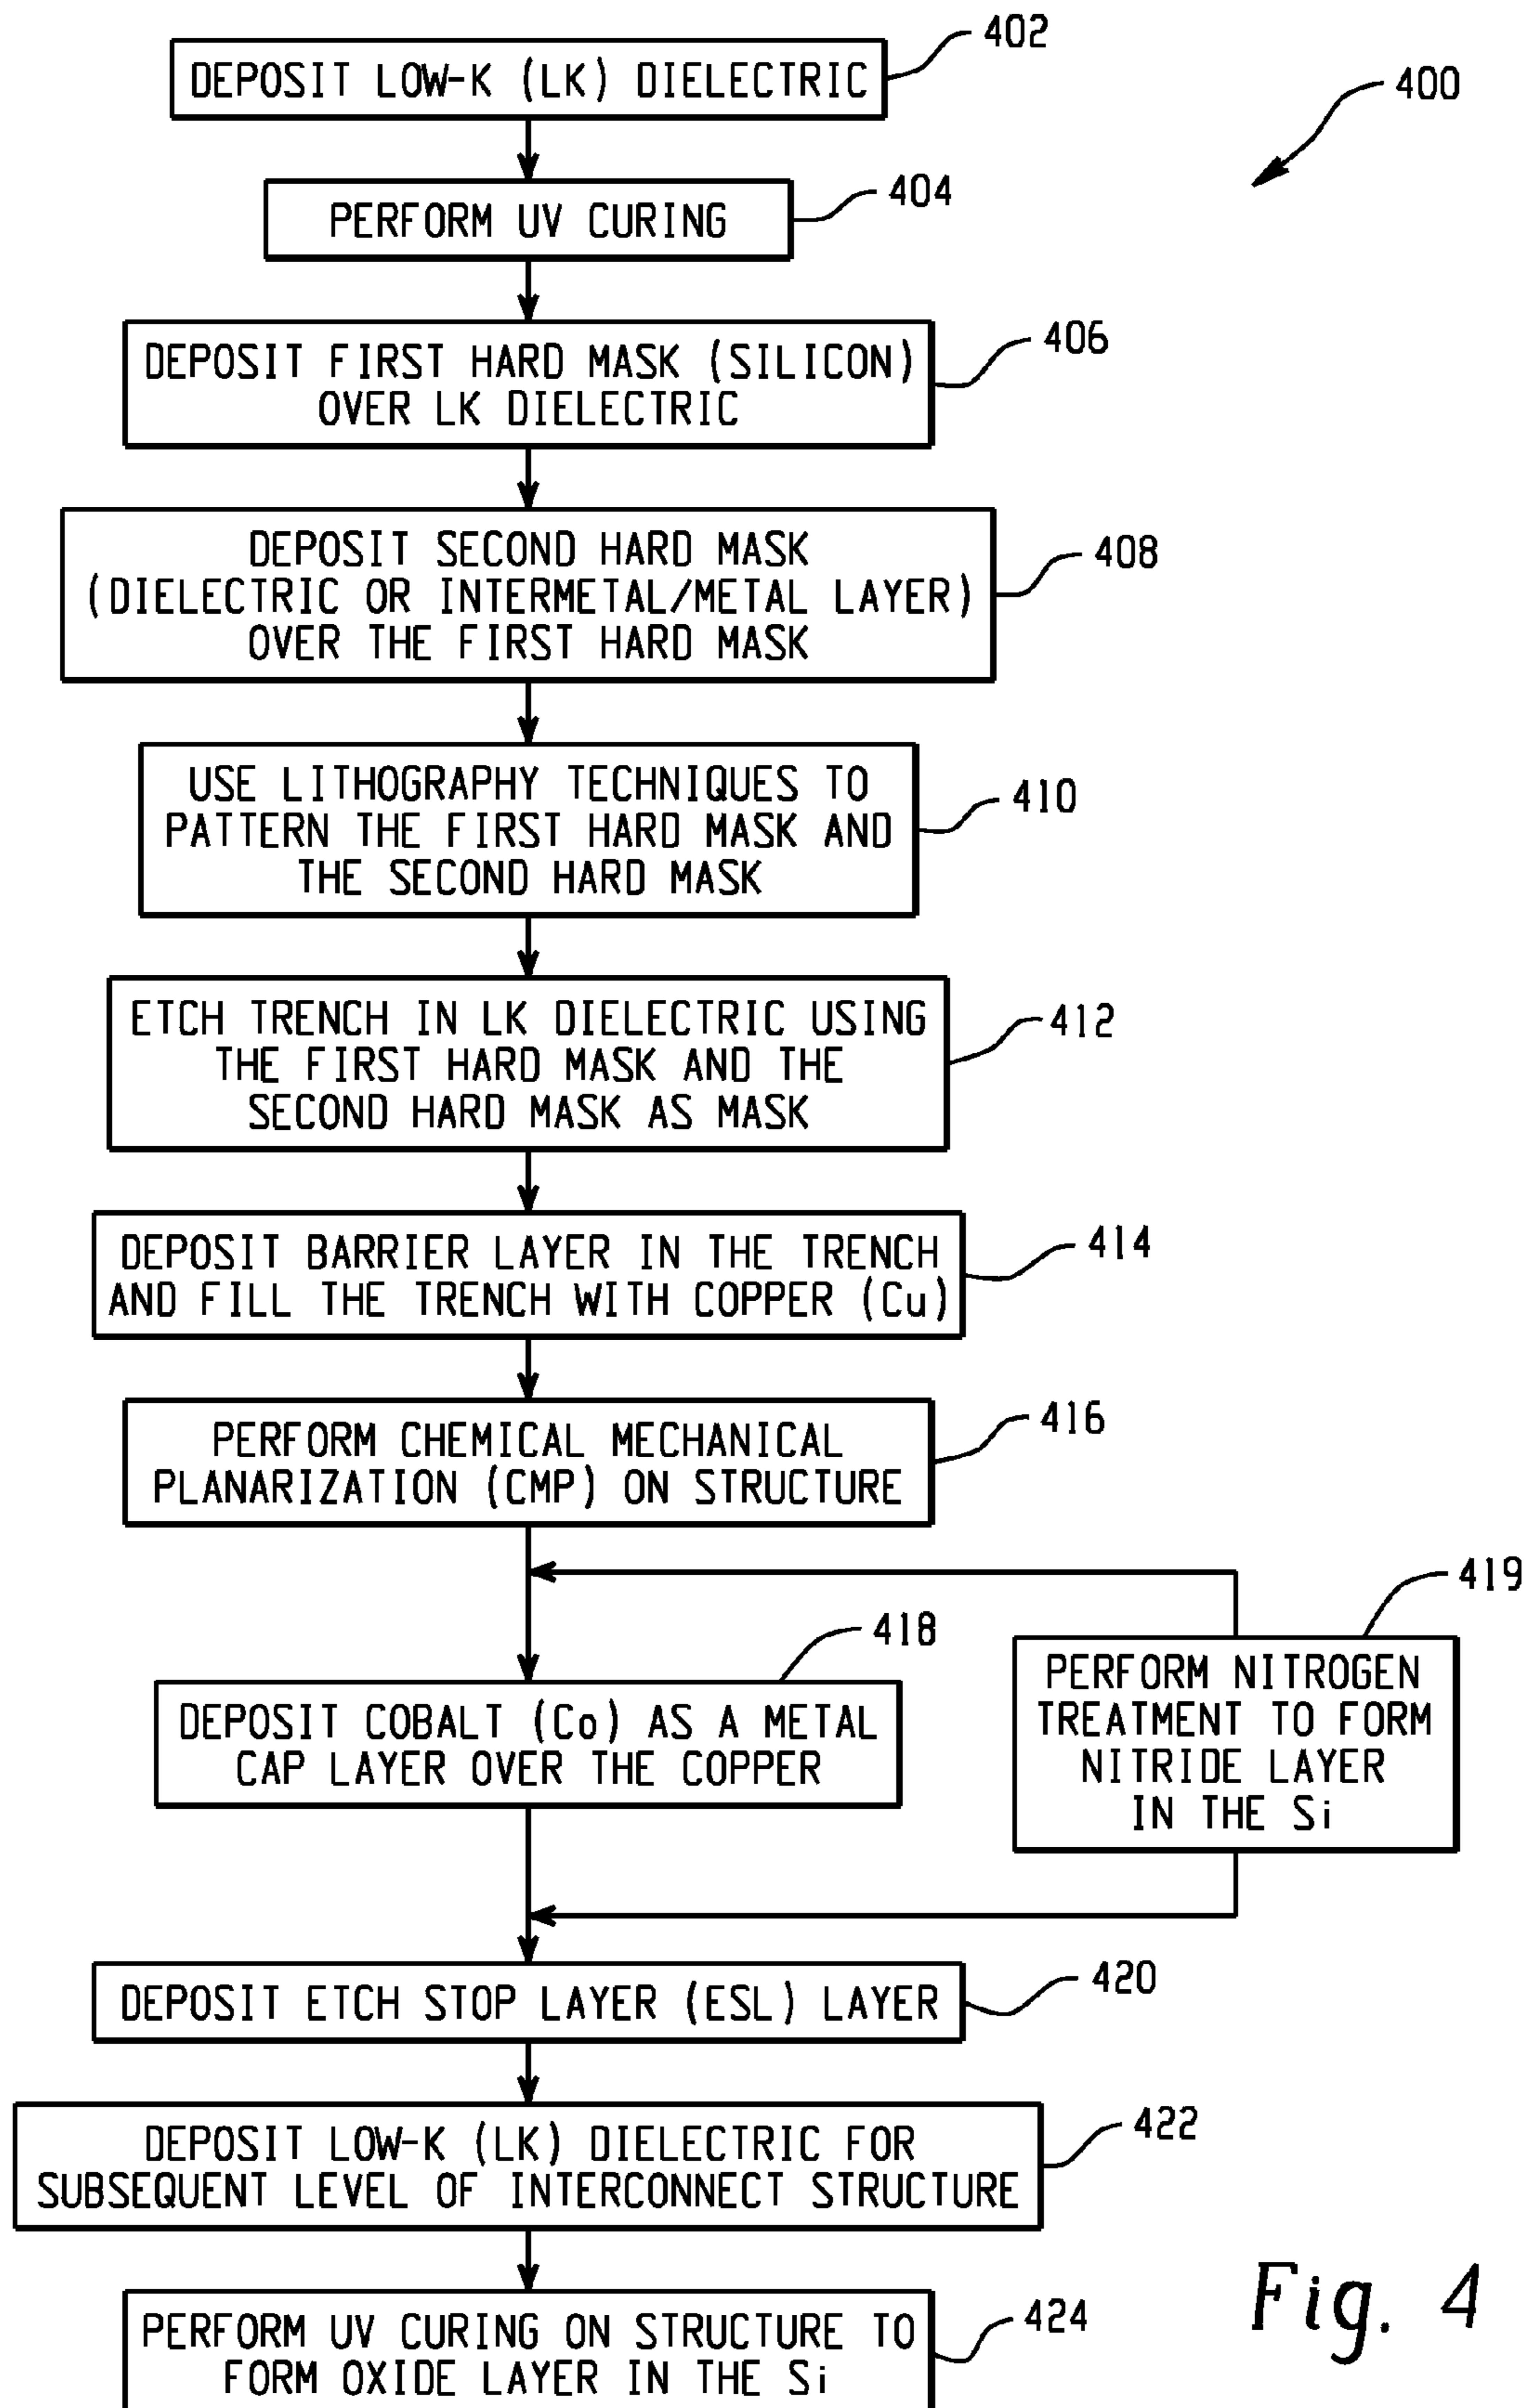 402
DEPOSIT LOW-K (LK) DIELECTRIC
400
404
PERFORM UV CURING
406
DEPOSIT FIRST HARD MASK (SILICON)
OVER LK DIELECTRIC
408
DEPOSIT SECOND HARD MASK
(DIELECTRIC OR INTERMETAL/METAL LAYER)
OVER THE FIRST HARD MASK
410
USE LITHOGRAPHY TECHNIQUES TO
PATTERN THE FIRST HARD MASK AND
THE SECOND HARD MASK
412
ETCH TRENCH IN LK DIELECTRIC USING
THE FIRST HARD MASK AND THE
SECOND HARD MASK AS MASK
414
DEPOSIT BARRIER LAYER IN THE TRENCH
AND FILL THE TRENCH WITH COPPER (Cu)
416
PERFORM CHEMICAL MECHANICAL
PLANARIZATION (CMP) ON STRUCTURE
418
DEPOSIT COBALT (Co) AS A METAL
CAP LAYER OVER THE COPPER
419
PERFORM NITROGEN
TREATMENT TO FORM
NITRIDE LAYER
IN THE Si
420
DEPOSIT ETCH STOP LAYER (ESL) LAYER
422
DEPOSIT LOW-K (LK) DIELECTRIC FOR
SUBSEQUENT LEVEL OF INTERCONNECT STRUCTURE
424
PERFORM UV CURING ON STRUCTURE TO
FORM OXIDE LAYER IN THE Si
Fig. 4